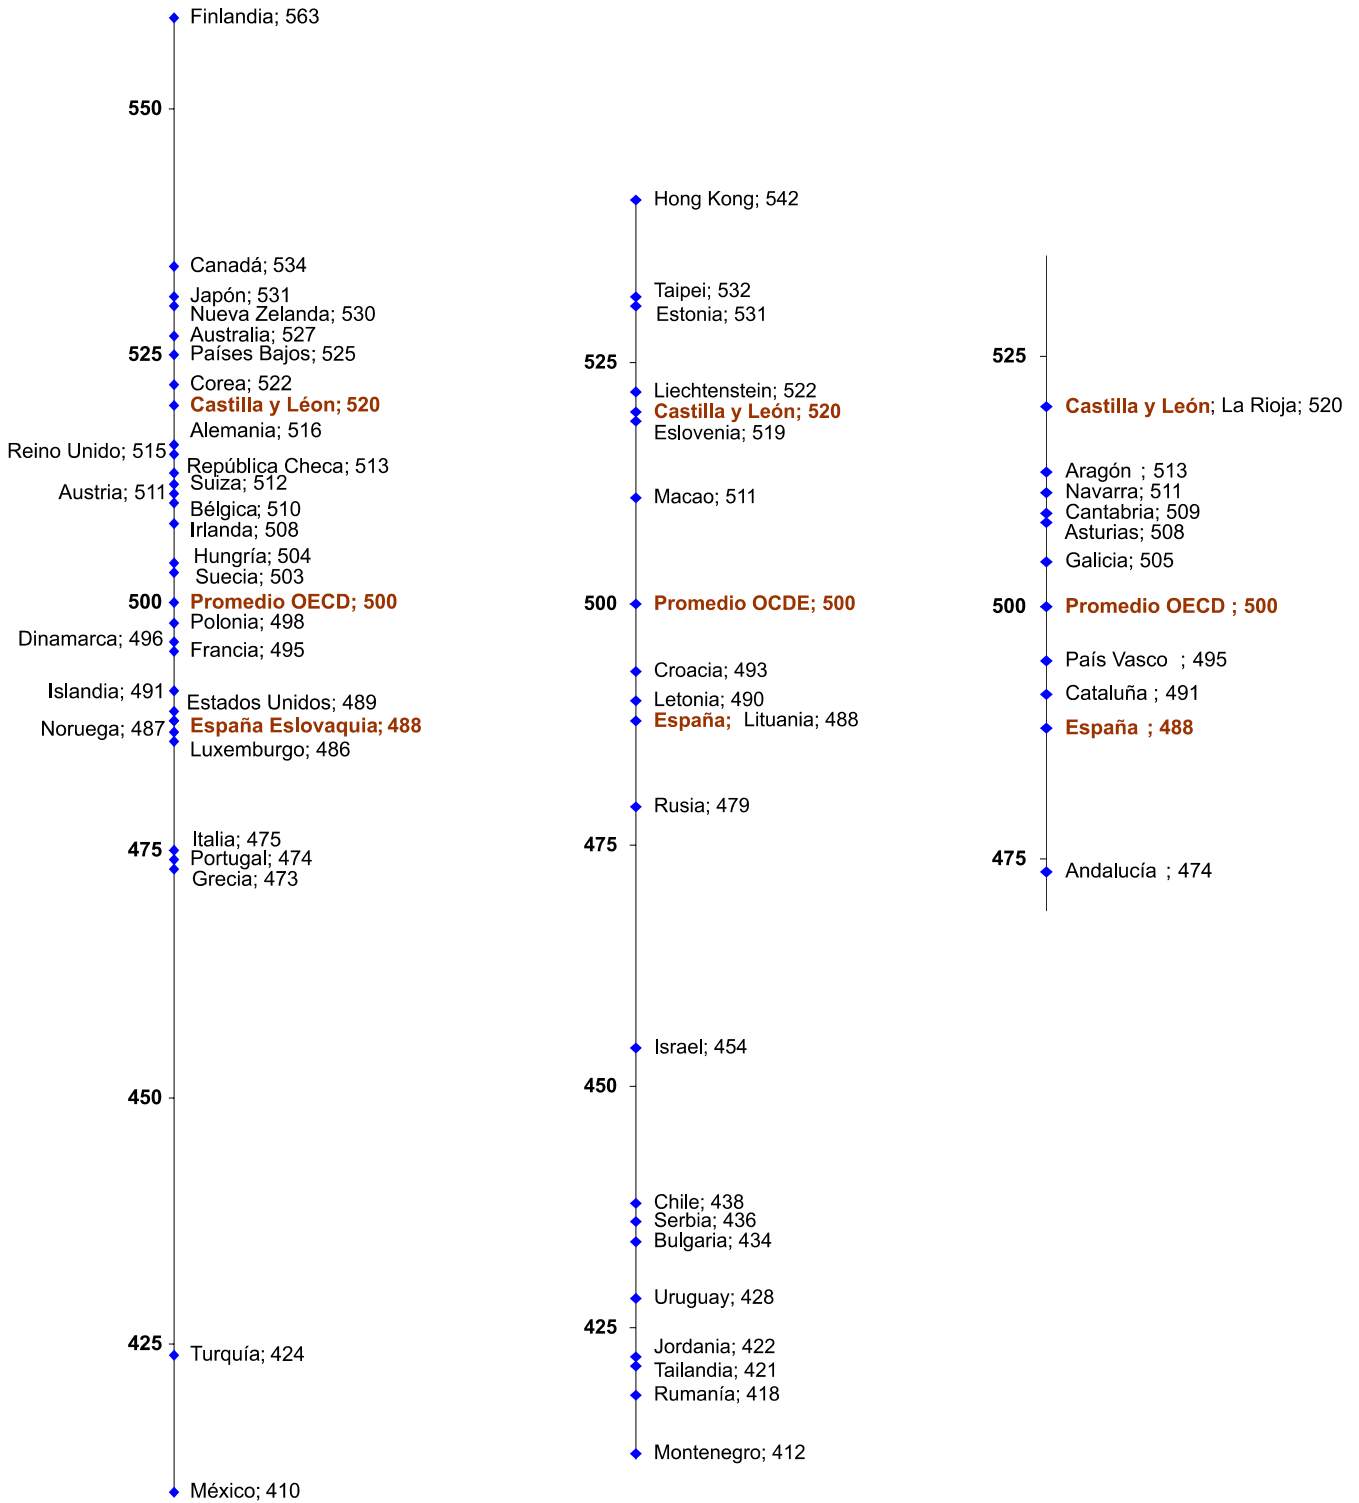 Finlandia; 563
550
Canadá; 534
Japón; 531
Nueva Zelanda; 530
Australia; 527
525
Países Bajos; 525
Corea; 522
Castilla y Léon; 520
Alemania; 516
Reino Unido; 515
República Checa; 513
Suiza; 512
Austria; 511
Bélgica; 510
Irlanda; 508
Hungría; 504
Suecia; 503
500
Promedio OECD; 500
Polonia; 498
Dinamarca; 496
Francia; 495
Islandia; 491
Estados Unidos; 489
España Eslovaquia; 488
Noruega; 487
Luxemburgo; 486
Italia; 475
475
Portugal; 474
Grecia; 473
450
425
Turquía; 424
México; 410
Hong Kong; 542
Taipei; 532
Estonia; 531
525
Liechtenstein; 522
Castilla y León; 520
Eslovenia; 519
Macao; 511
500
Promedio OCDE; 500
Croacia; 493
Letonia; 490
España; Lituania; 488
Rusia; 479
475
Israel; 454
450
Chile; 438
Serbia; 436
Bulgaria; 434
Uruguay; 428
425
Jordania; 422
Tailandia; 421
Rumanía; 418
Montenegro; 412
525
Castilla y León; La Rioja; 520
Aragón ; 513
Navarra; 511
Cantabria; 509
Asturias; 508
Galicia; 505
500
Promedio OECD ; 500
País Vasco ; 495
Cataluña ; 491
España ; 488
475
Andalucía ; 474